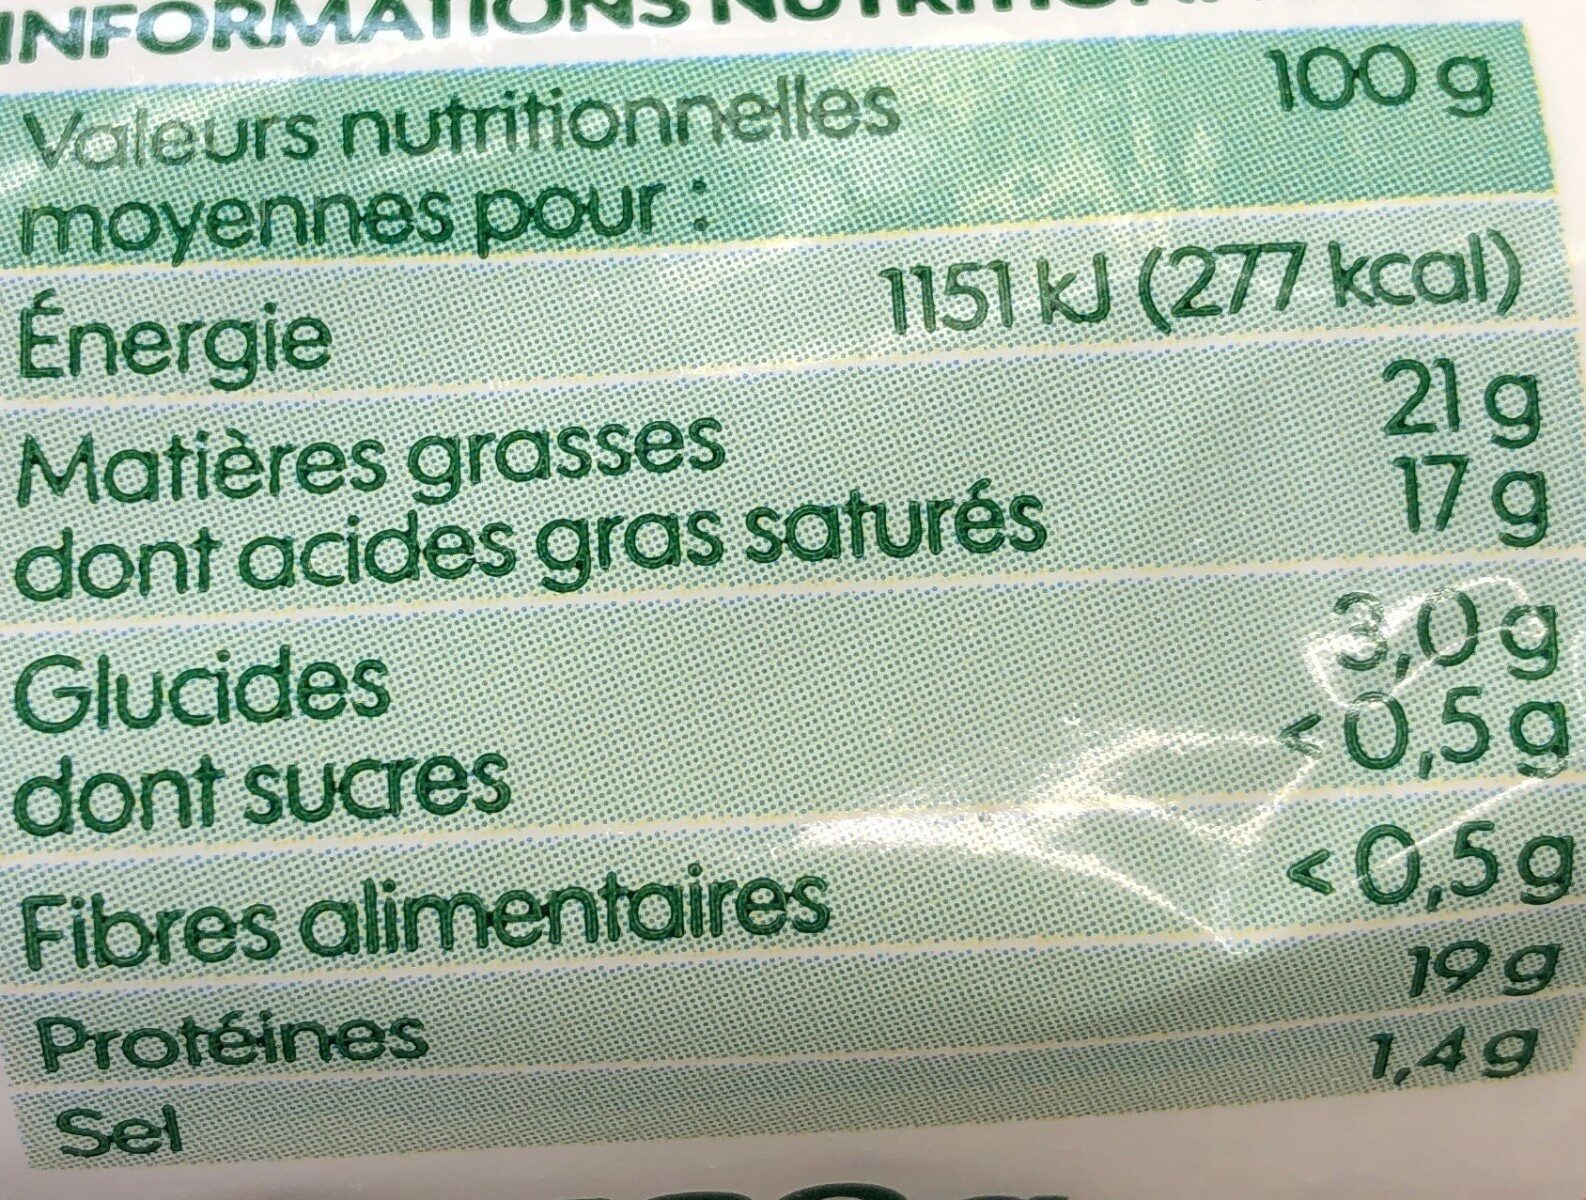 INFORMATIONS
Valeurs nutritionnelles
moyennes pour : 100 g
Énergie 1151 kJ (277 kcal)
Matières grasses 21 g
dont acides gras saturés 17 g
Glucides 3,0 g
dont sucres < 0,5 g
Fibres alimentaires < 0,5 g
Protéines 19 g
Sel 1,4 g